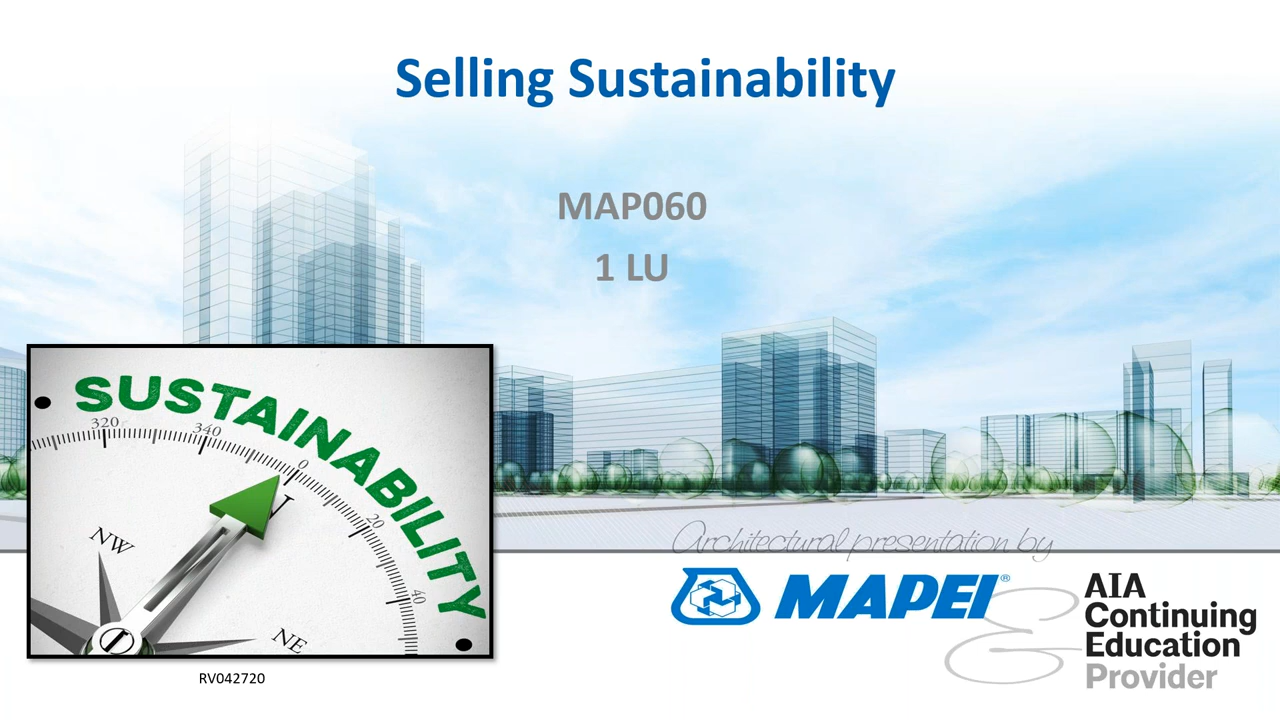 Selling Sustainability
MAP060
1 LU
SUSTAINABILITY
320
340
0
20
40
NW
NE
RV042720
Architectural presentation by
MAPEI®
AIA
Continuing
Education
Provider